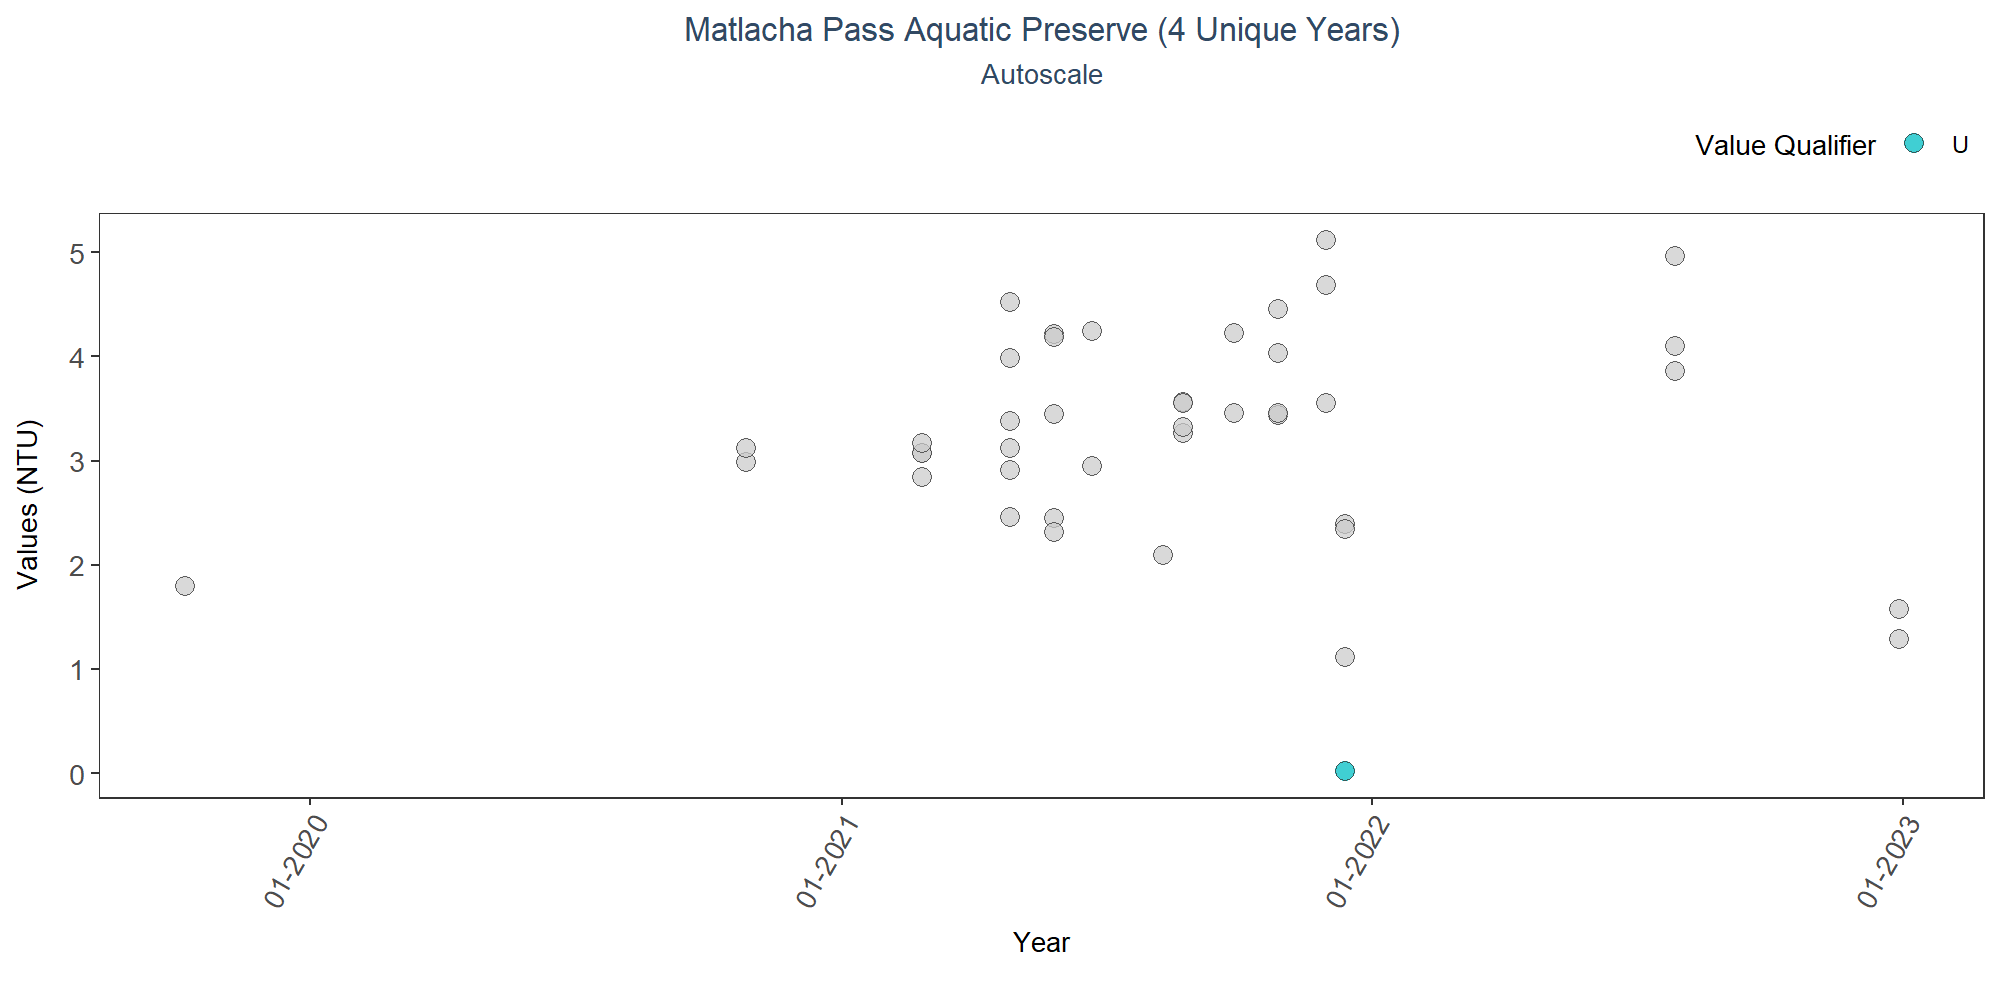 Matlacha Pass Aquatic Preserve (4 Unique Years)
Autoscale
Value Qualifier U
Values (NTU)
5
4
3
2
1
0
01-2020
01-2021
01-2022
01-2023
Year